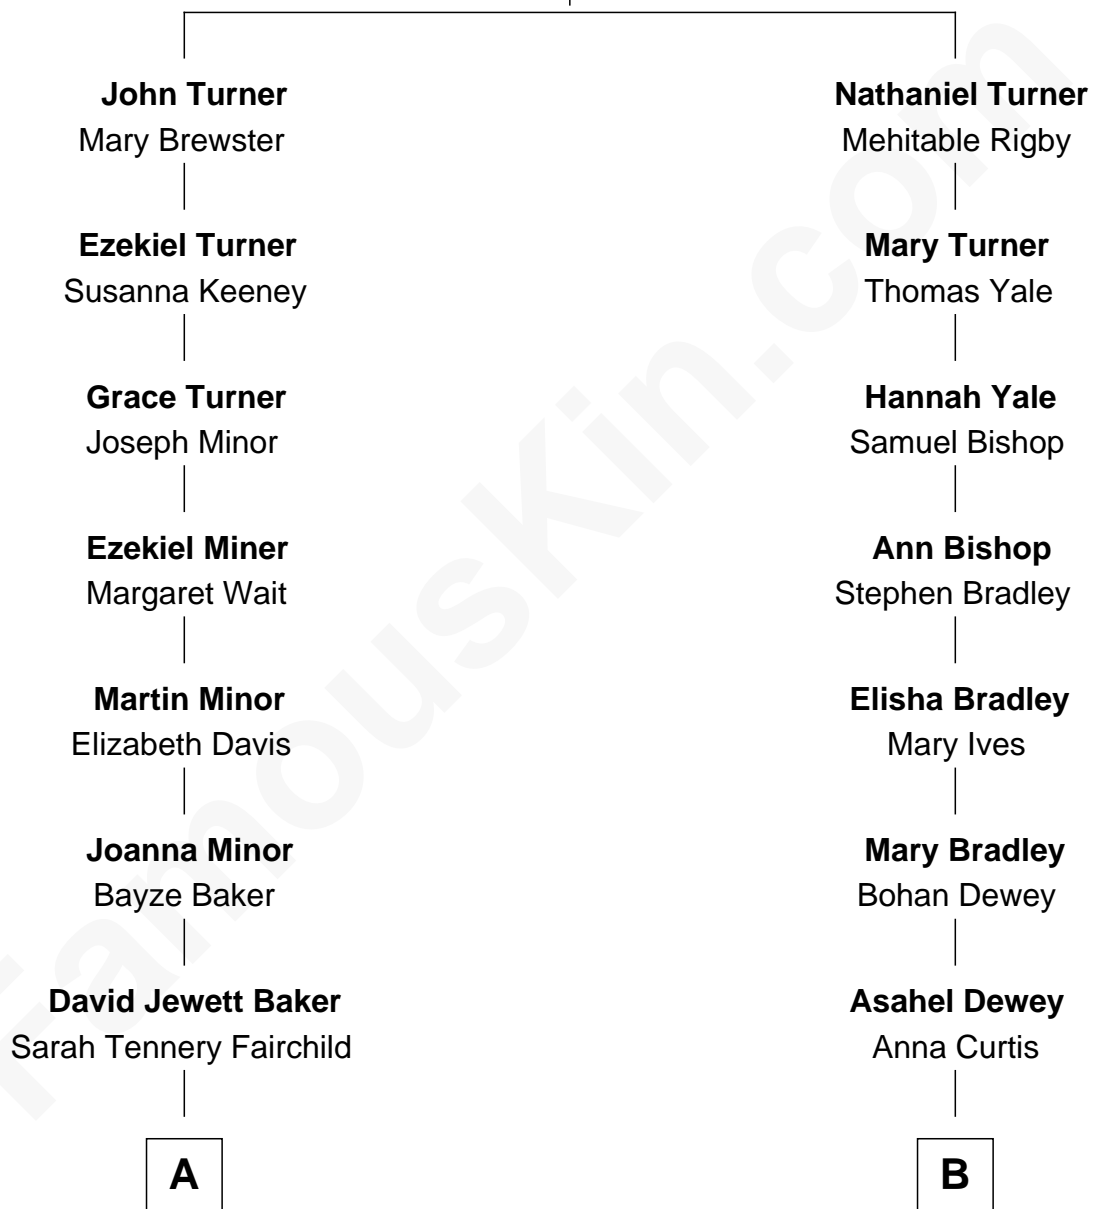 John Turner
Mary Brewster
Nathaniel Turner
Mehitable Rigby
Ezekiel Turner
Susanna Keeney
Mary Turner
Thomas Yale
Grace Turner
Joseph Minor
Hannah Yale
Samuel Bishop
Ezekiel Miner
Margaret Wait
Ann Bishop
Stephen Bradley
Martin Minor
Elizabeth Davis
Elisha Bradley
Mary Ives
Joanna Minor
Bayze Baker
Mary Bradley
Bohan Dewey
David Jewett Baker
Sarah Tennery Fairchild
Asahel Dewey
Anna Curtis
A
B
FamousKin.com